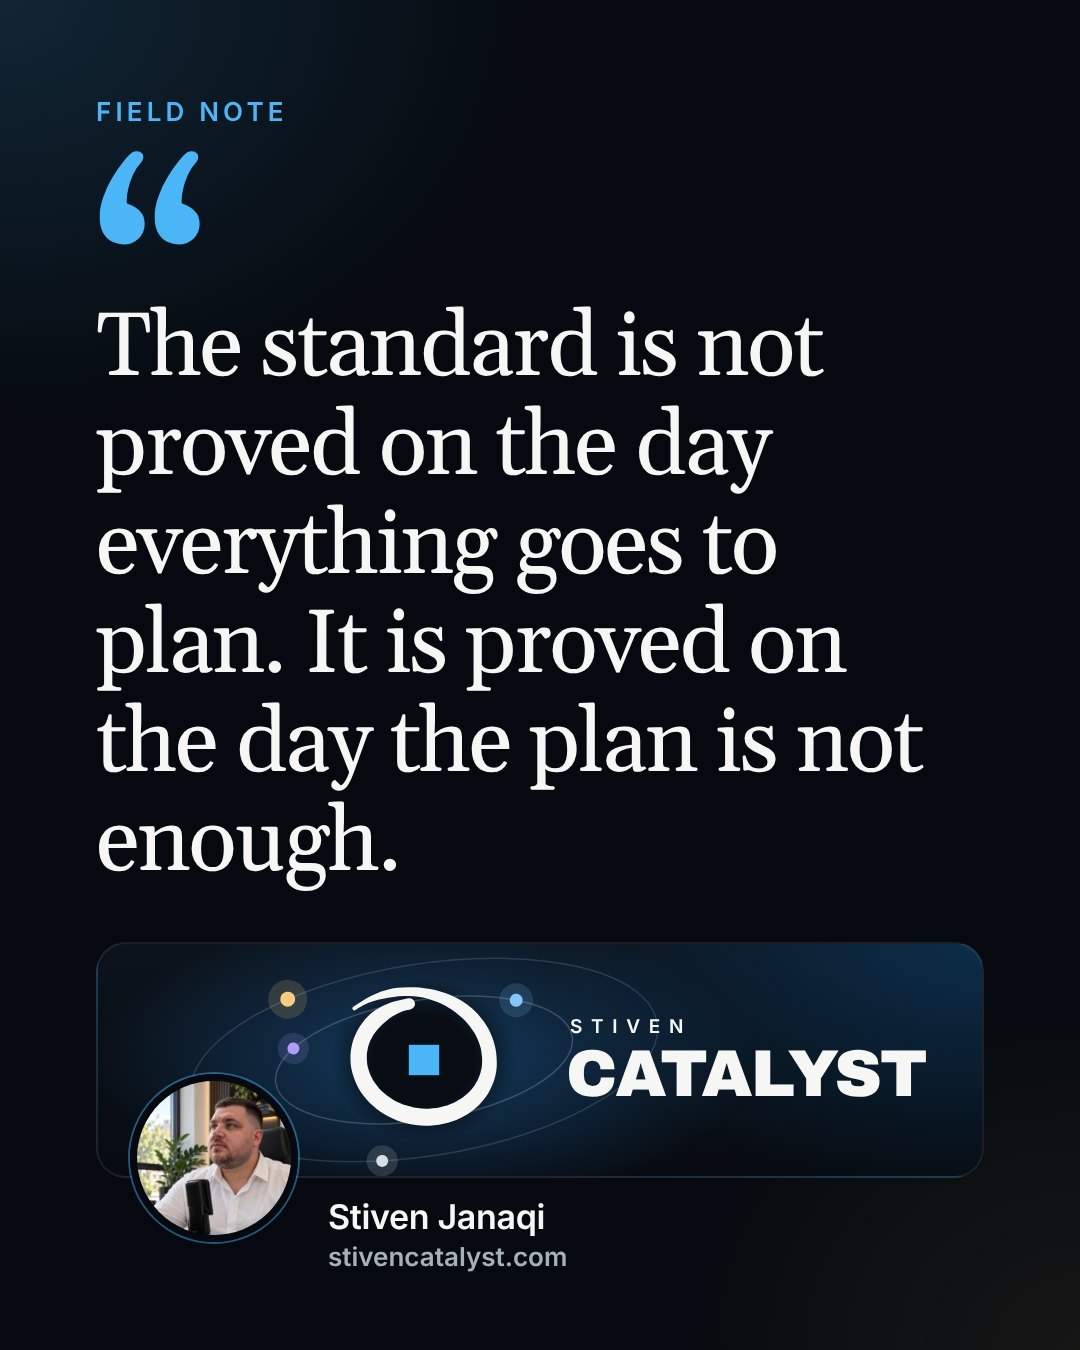 FIELD NOTE
“
The standard is not
proved on the day
everything goes to
plan. It is proved on
the day the plan is not
enough.
STIVEN
CATALYST
Stiven Janaqi
stivencatalyst.com